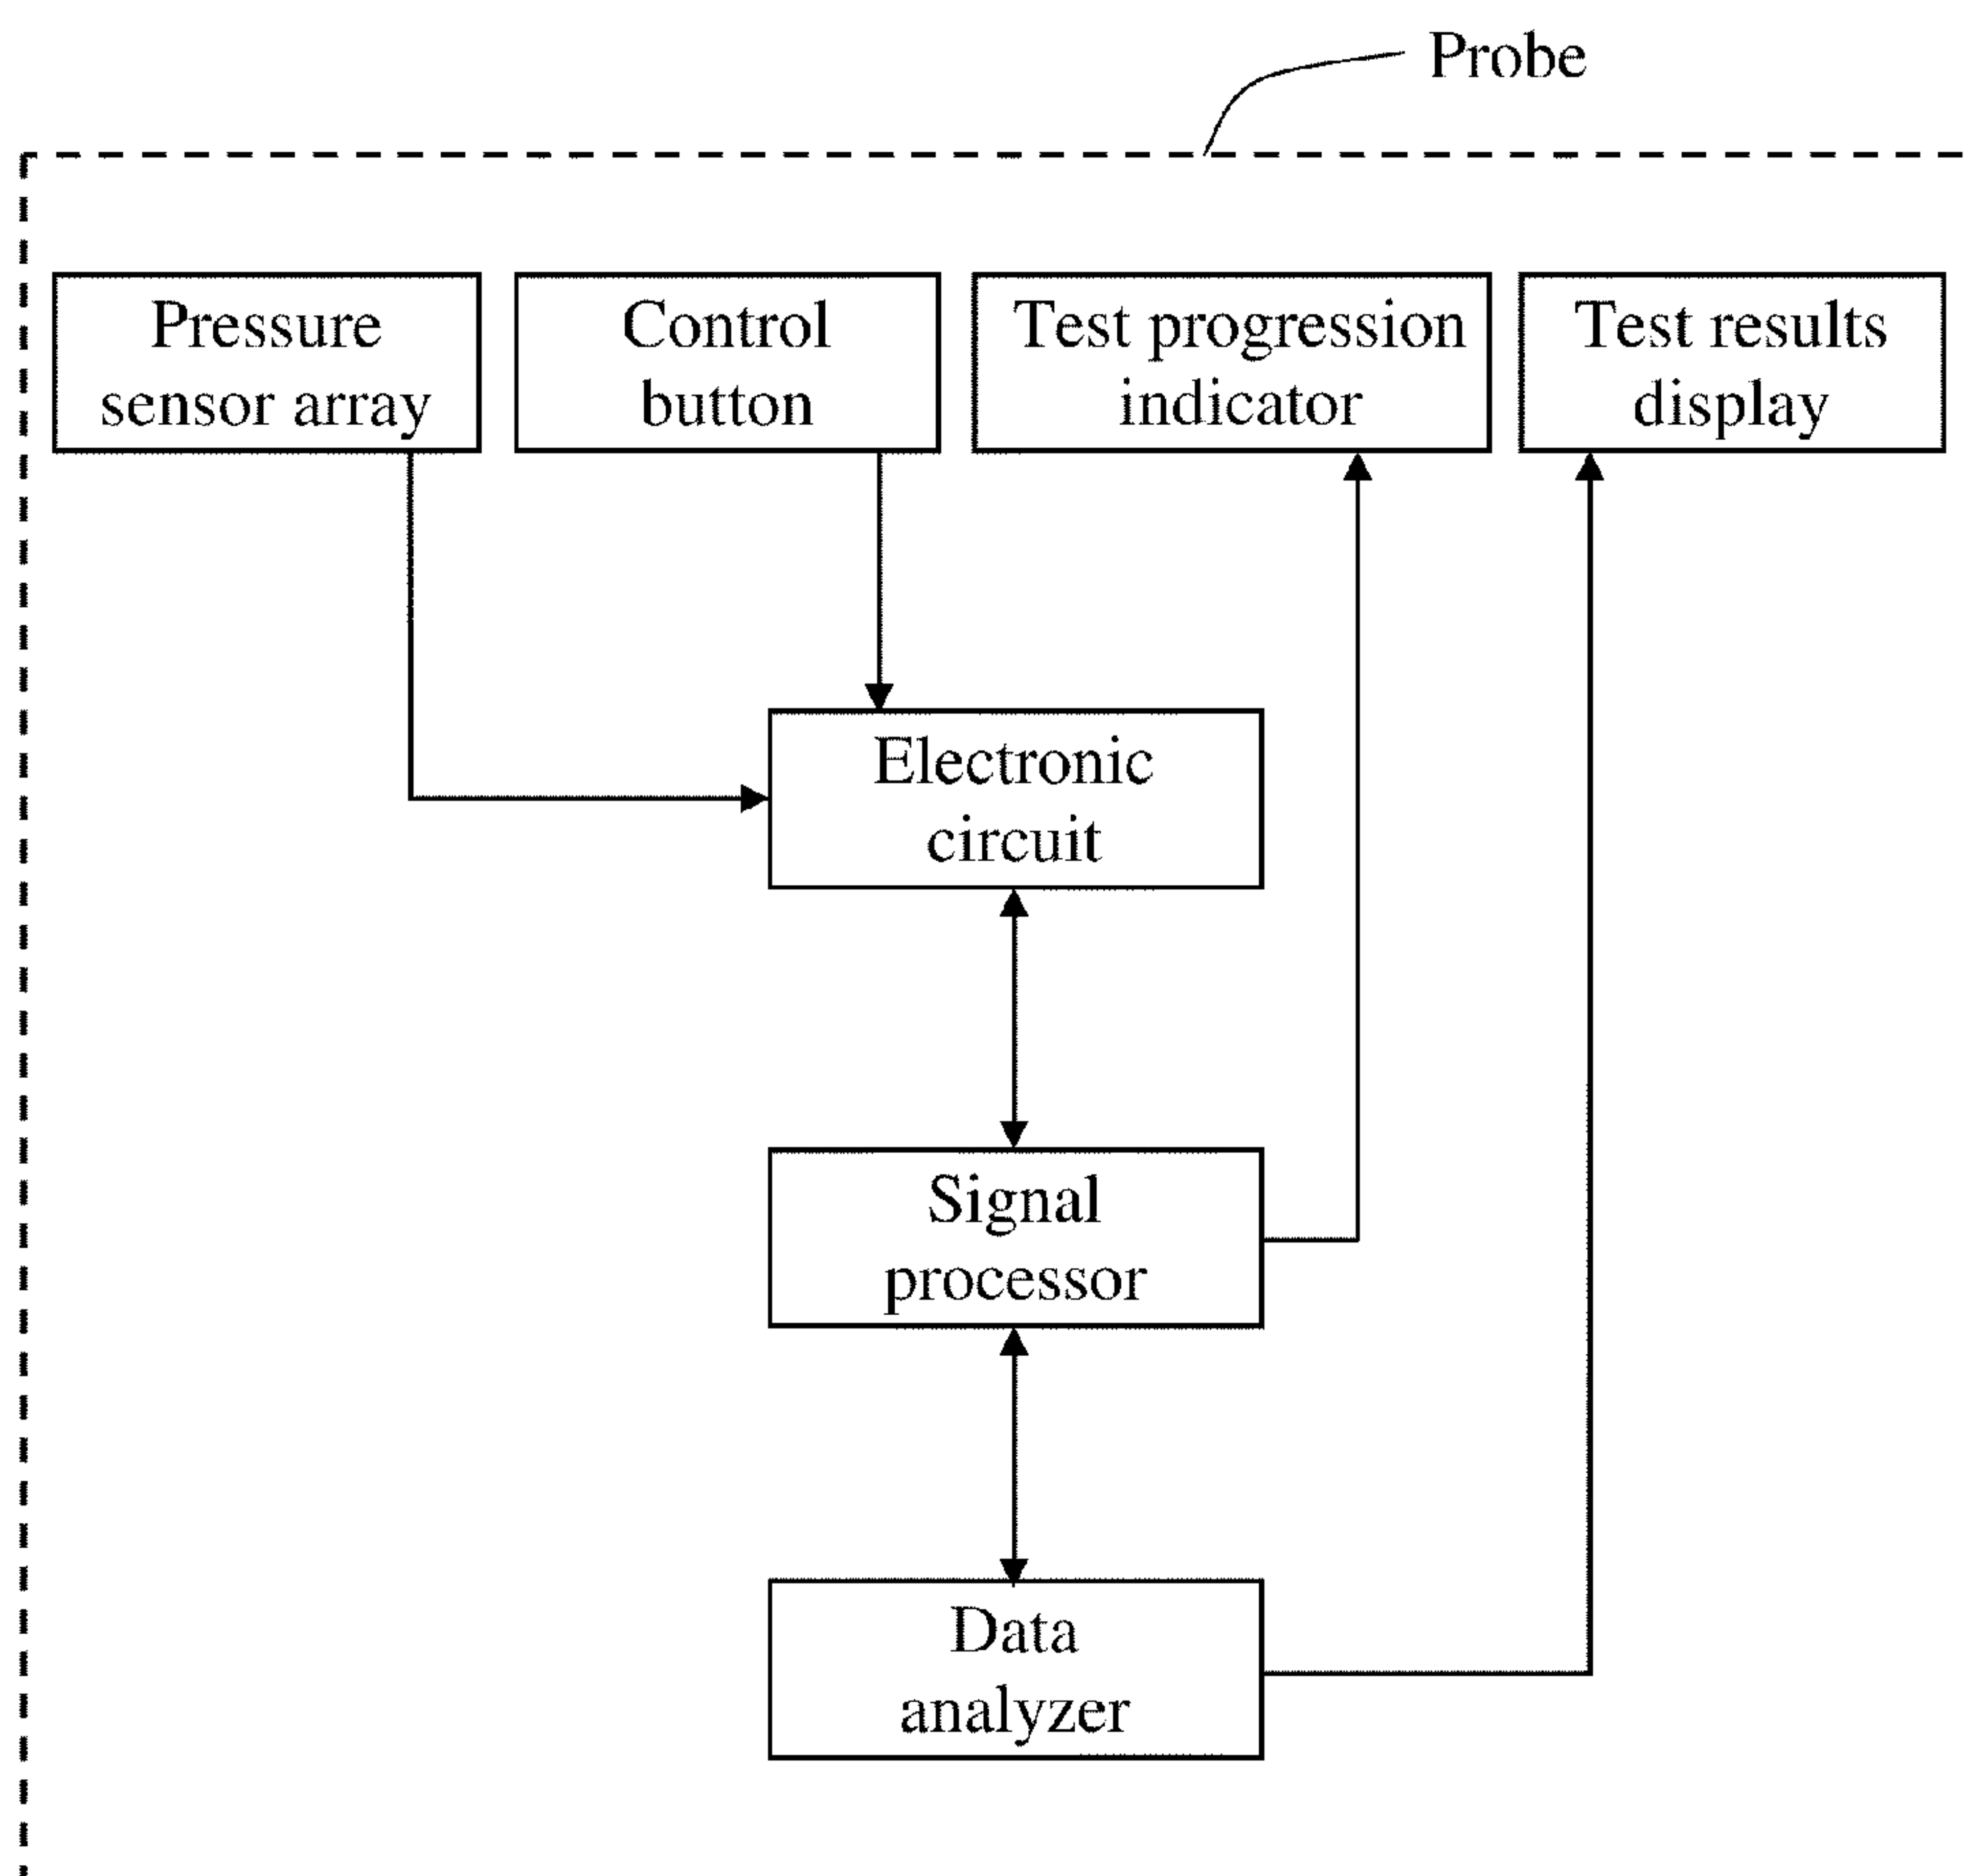 Probe
Pressure
sensor array
Control
button
Test progression
indicator
Test results
display
Electronic
circuit
Signal
processor
Data
analyzer